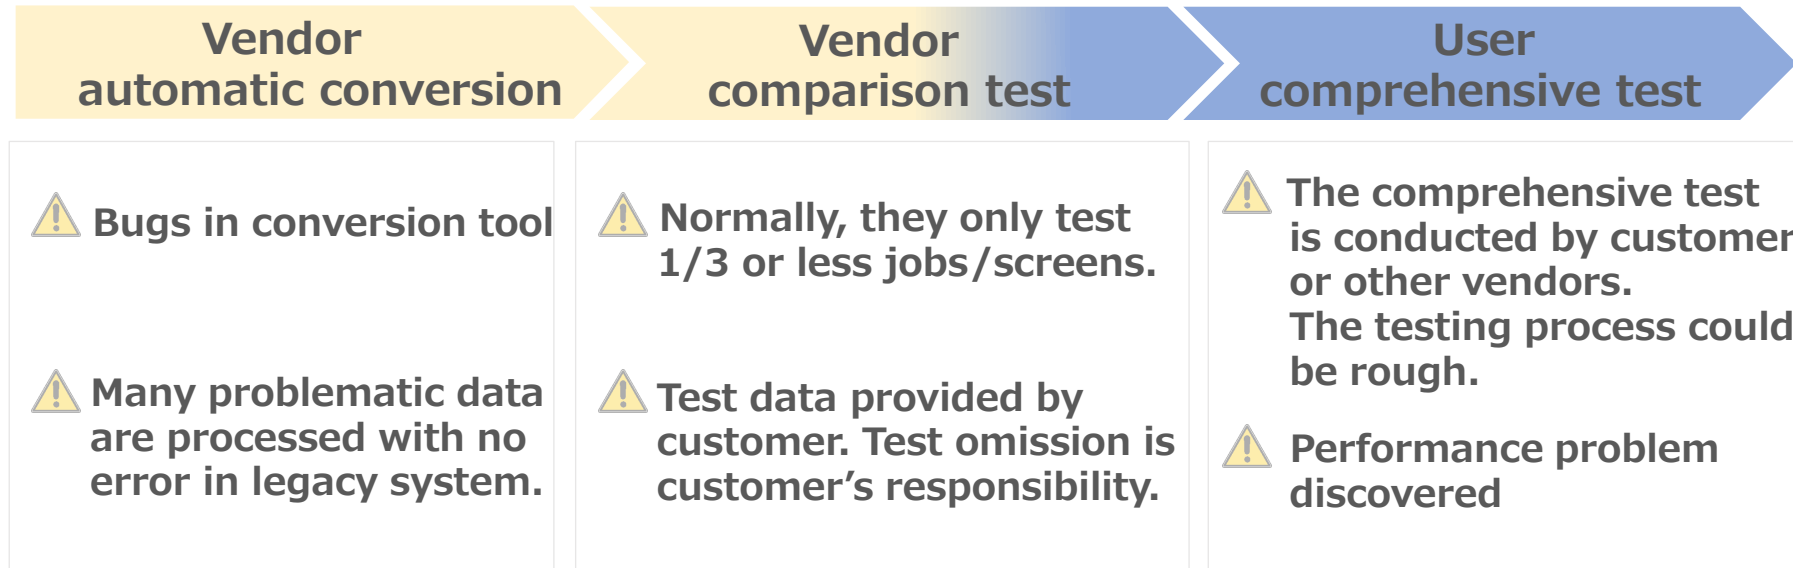 Vendor
automatic conversion
Vendor
comparison test
User
comprehensive test
Bugs in conversion tool
Many problematic data
are processed with no
error in legacy system.
Normally, they only test
1/3 or less jobs/screens.
Test data provided by
customer. Test omission is
customer’s responsibility.
The comprehensive test
is conducted by customer
or other vendors.
The testing process could
be rough.
Performance problem
discovered